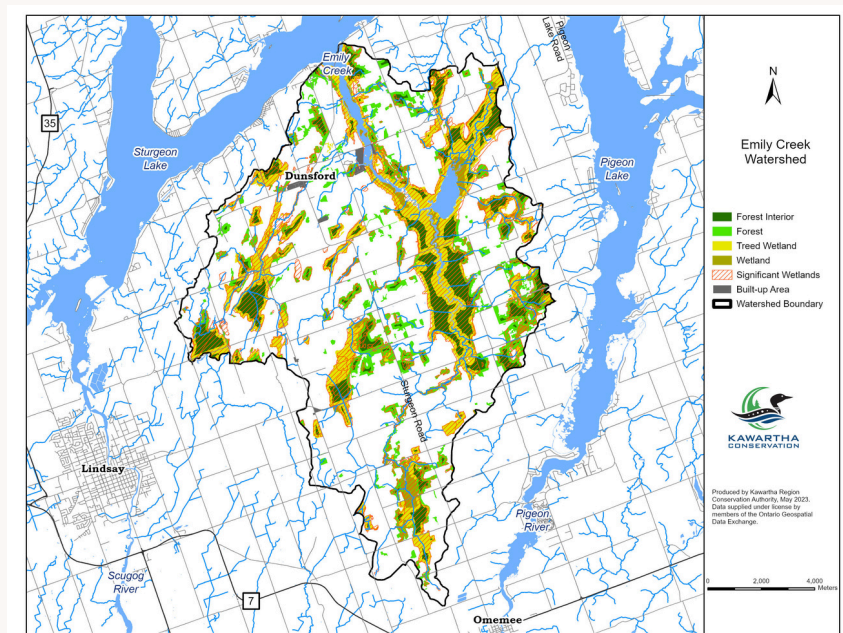 Emily
Creek
Pigeon
Lake Road
35
Sturgeon
Lake
Dunsford
Pigeon
Lake
Sturgeon Road
Lindsay
Pigeon
River
Scugog
River
7
Omemee
N
Emily Creek
Watershed
Forest Interior
Forest
Treed Wetland
Wetland
Significant Wetlands
Built-up Area
Watershed Boundary
KAWARTHA
CONSERVATION
Produced by Kawartha Region
Conservation Authority, May 2023.
Data supplied under license by
members of the Ontario Geospatial
Data Exchange.
0 2,000 4,000
Meters